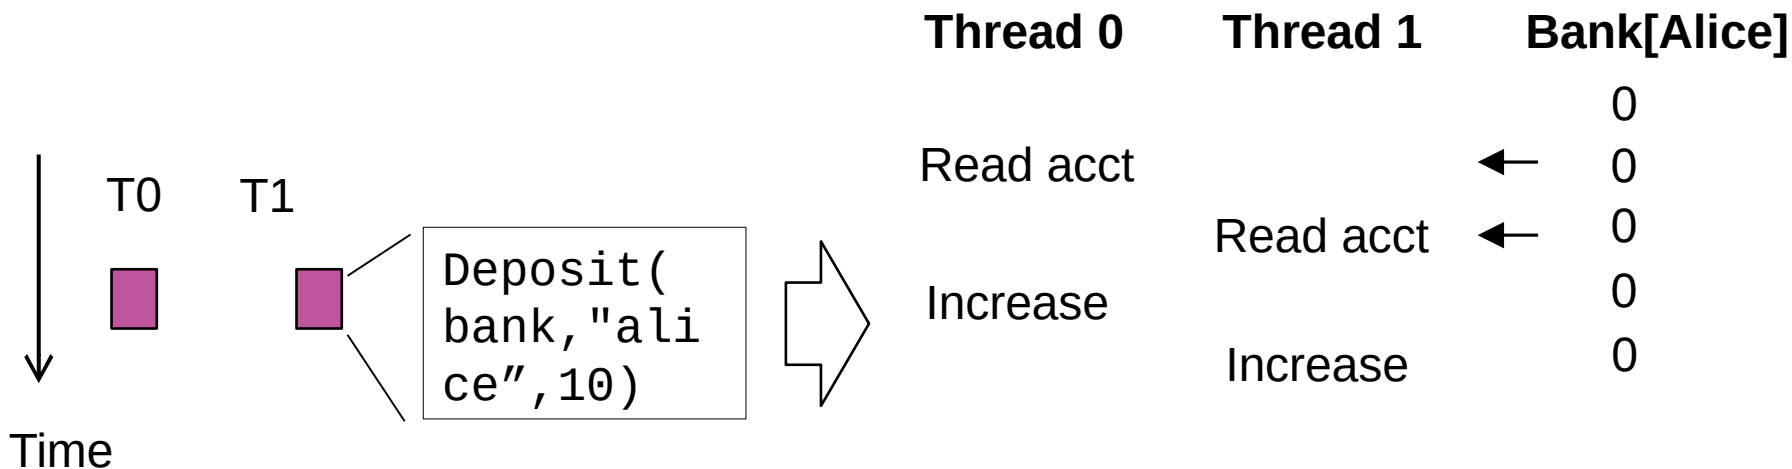 Thread 0 Thread 1 Bank[Alice]
0
Read acct 0
T0 T1
Read acct 0
Deposit(
bank,"ali
ce”,10)
Increase 0
Increase 0
Time